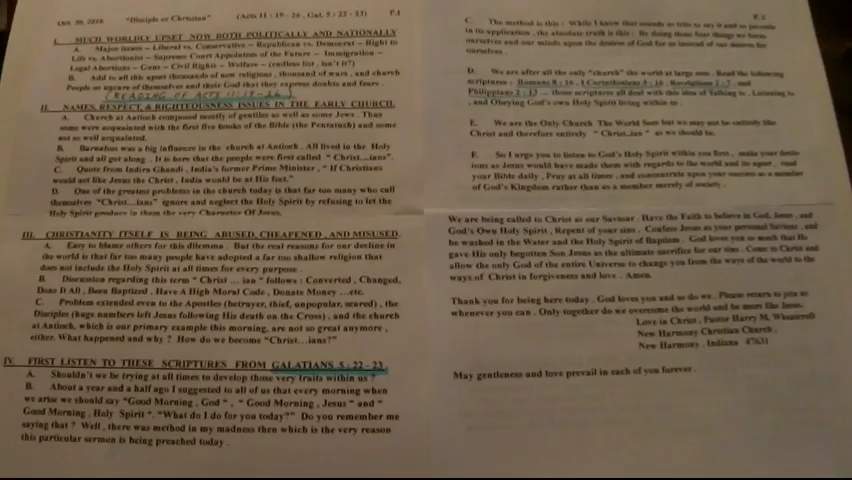 Oct. 30, 2016 "Disciple or Christian" (Acts 11 : 19 - 26 , Gal. 5 : 22 - 23) P.1
I. MUCH WORLDLY UPSET NOW BOTH POLITICALLY AND NATIONALLY
A. Major issues – Liberal vs. Conservative – Republican vs. Democrat – Right to
Life vs. Abortionist – Supreme Court Appointees of the Future – Immigration –
Legal Abortions – Guns – Civil Rights – Welfare – (endless list , isn't it?)
B. Add to all this upset thousands of new religions , thousand of wars , and church
People so unsure of themselves and their God that they express doubts and fears .
(READING OF ACTS 11:19-26)
II. NAMES, RESPECT, & RIGHTEOUSNESS ISSUES IN THE EARLY CHURCH.
A. Church at Antioch composed mostly of gentiles as well as some Jews . Thus
some were acquainted with the first five books of the Bible (the Pentatuch) and some
not so well acquainted.
B. Barnabas was a big influence in the church at Antioch . All lived in the Holy
Spirit and all got along . It is here that the people were first called " Christ...ians".
C. Quote from Indira Ghandi , India's former Prime Minister , " If Christians
would act like Jesus the Christ , India would be at His feet."
D. One of the greatest problems in the church today is that far too many who call
themselves "Christ...ians" ignore and neglect the Holy Spirit by refusing to let the
Holy Spirit produce in them the very Character Of Jesus.
III. CHRISTIANITY ITSELF IS BEING ABUSED, CHEAPENED , AND MISUSED.
A. Easy to blame others for this dilemma . But the real reasons for our decline in
the world is that far too many people have adopted a far too shallow religion that
does not include the Holy Spirit at all times for every purpose .
B. Discussion regarding this term " Christ ... ian " follows : Converted , Changed,
Done It All , Been Baptized , Have A High Moral Code , Donate Money ...etc.
C. Problem extended even to the Apostles (betrayer, thief, unpopular, scared) , the
Disciples (huge numbers left Jesus following His death on the Cross) , and the church
at Antioch, which is our primary example this morning, are not so great anymore ,
either. What happened and why ? How do we become "Christ...ians?"
IV. FIRST LISTEN TO THESE SCRIPTURES FROM GALATIANS 5 : 22 - 23
A. Shouldn't we be trying at all times to develop those very traits within us ?
B. About a year and a half ago I suggested to all of us that every morning when
we arise we should say "Good Morning , God " , " Good Morning , Jesus " and "
Good Morning , Holy Spirit ". "What do I do for you today?" Do you remember me
saying that ? Well , there was method in my madness then which is the very reason
this particular sermon is being preached today .
P.2
C. The method is this : While I know that sounds so trite to say it and so
in its application , the absolute truth is this : By doing those four things we focus
ourselves and our minds upon the desires of God for us instead of our desires for
ourselves .
D. We are after all the only "church" the world at large sees . Read the following
scriptures : Romans 8 : 16 , I Corinthians 3 : 16 , Revelations 2 : 7 , and
Philippians 2 : 13 ... those scriptures all deal with this idea of Talking to , Listening to
, and Obeying God's own Holy Spirit living within us .
E. We are the Only Church The World Sees but we may not be entirely like
Christ and therefore entirely " Christ...ian " as we should be.
F. So I urge you to listen to God's Holy Spirit within you first , make your decis-
ions as Jesus would have made them with regards to the world and its upset , read
your Bible daily , Pray at all times , and concentrate upon your success as a member
of God's Kingdom rather than as a member merely of society .
We are being called to Christ as our Saviour . Have the Faith to believe in God, Jesus , and
God's Own Holy Spirit , Repent of your sins , Confess Jesus as your personal Saviour , and
be washed in the Water and the Holy Spirit of Baptism . God loves you so much that He
gave His only begotten Son Jesus as the ultimate sacrifice for our sins . Come to Christ and
allow the only God of the entire Universe to change you from the ways of the world to the
ways of Christ in forgiveness and love . Amen.
Thank you for being here today . God loves you and so do we . Please return to join us
whenever you can . Only together do we overcome the world and be more like Jesus.
Love in Christ , Pastor Harry M. Wheatcroft
New Harmony Christian Church ,
New Harmony , Indiana 47631
May gentleness and love prevail in each of you forever .